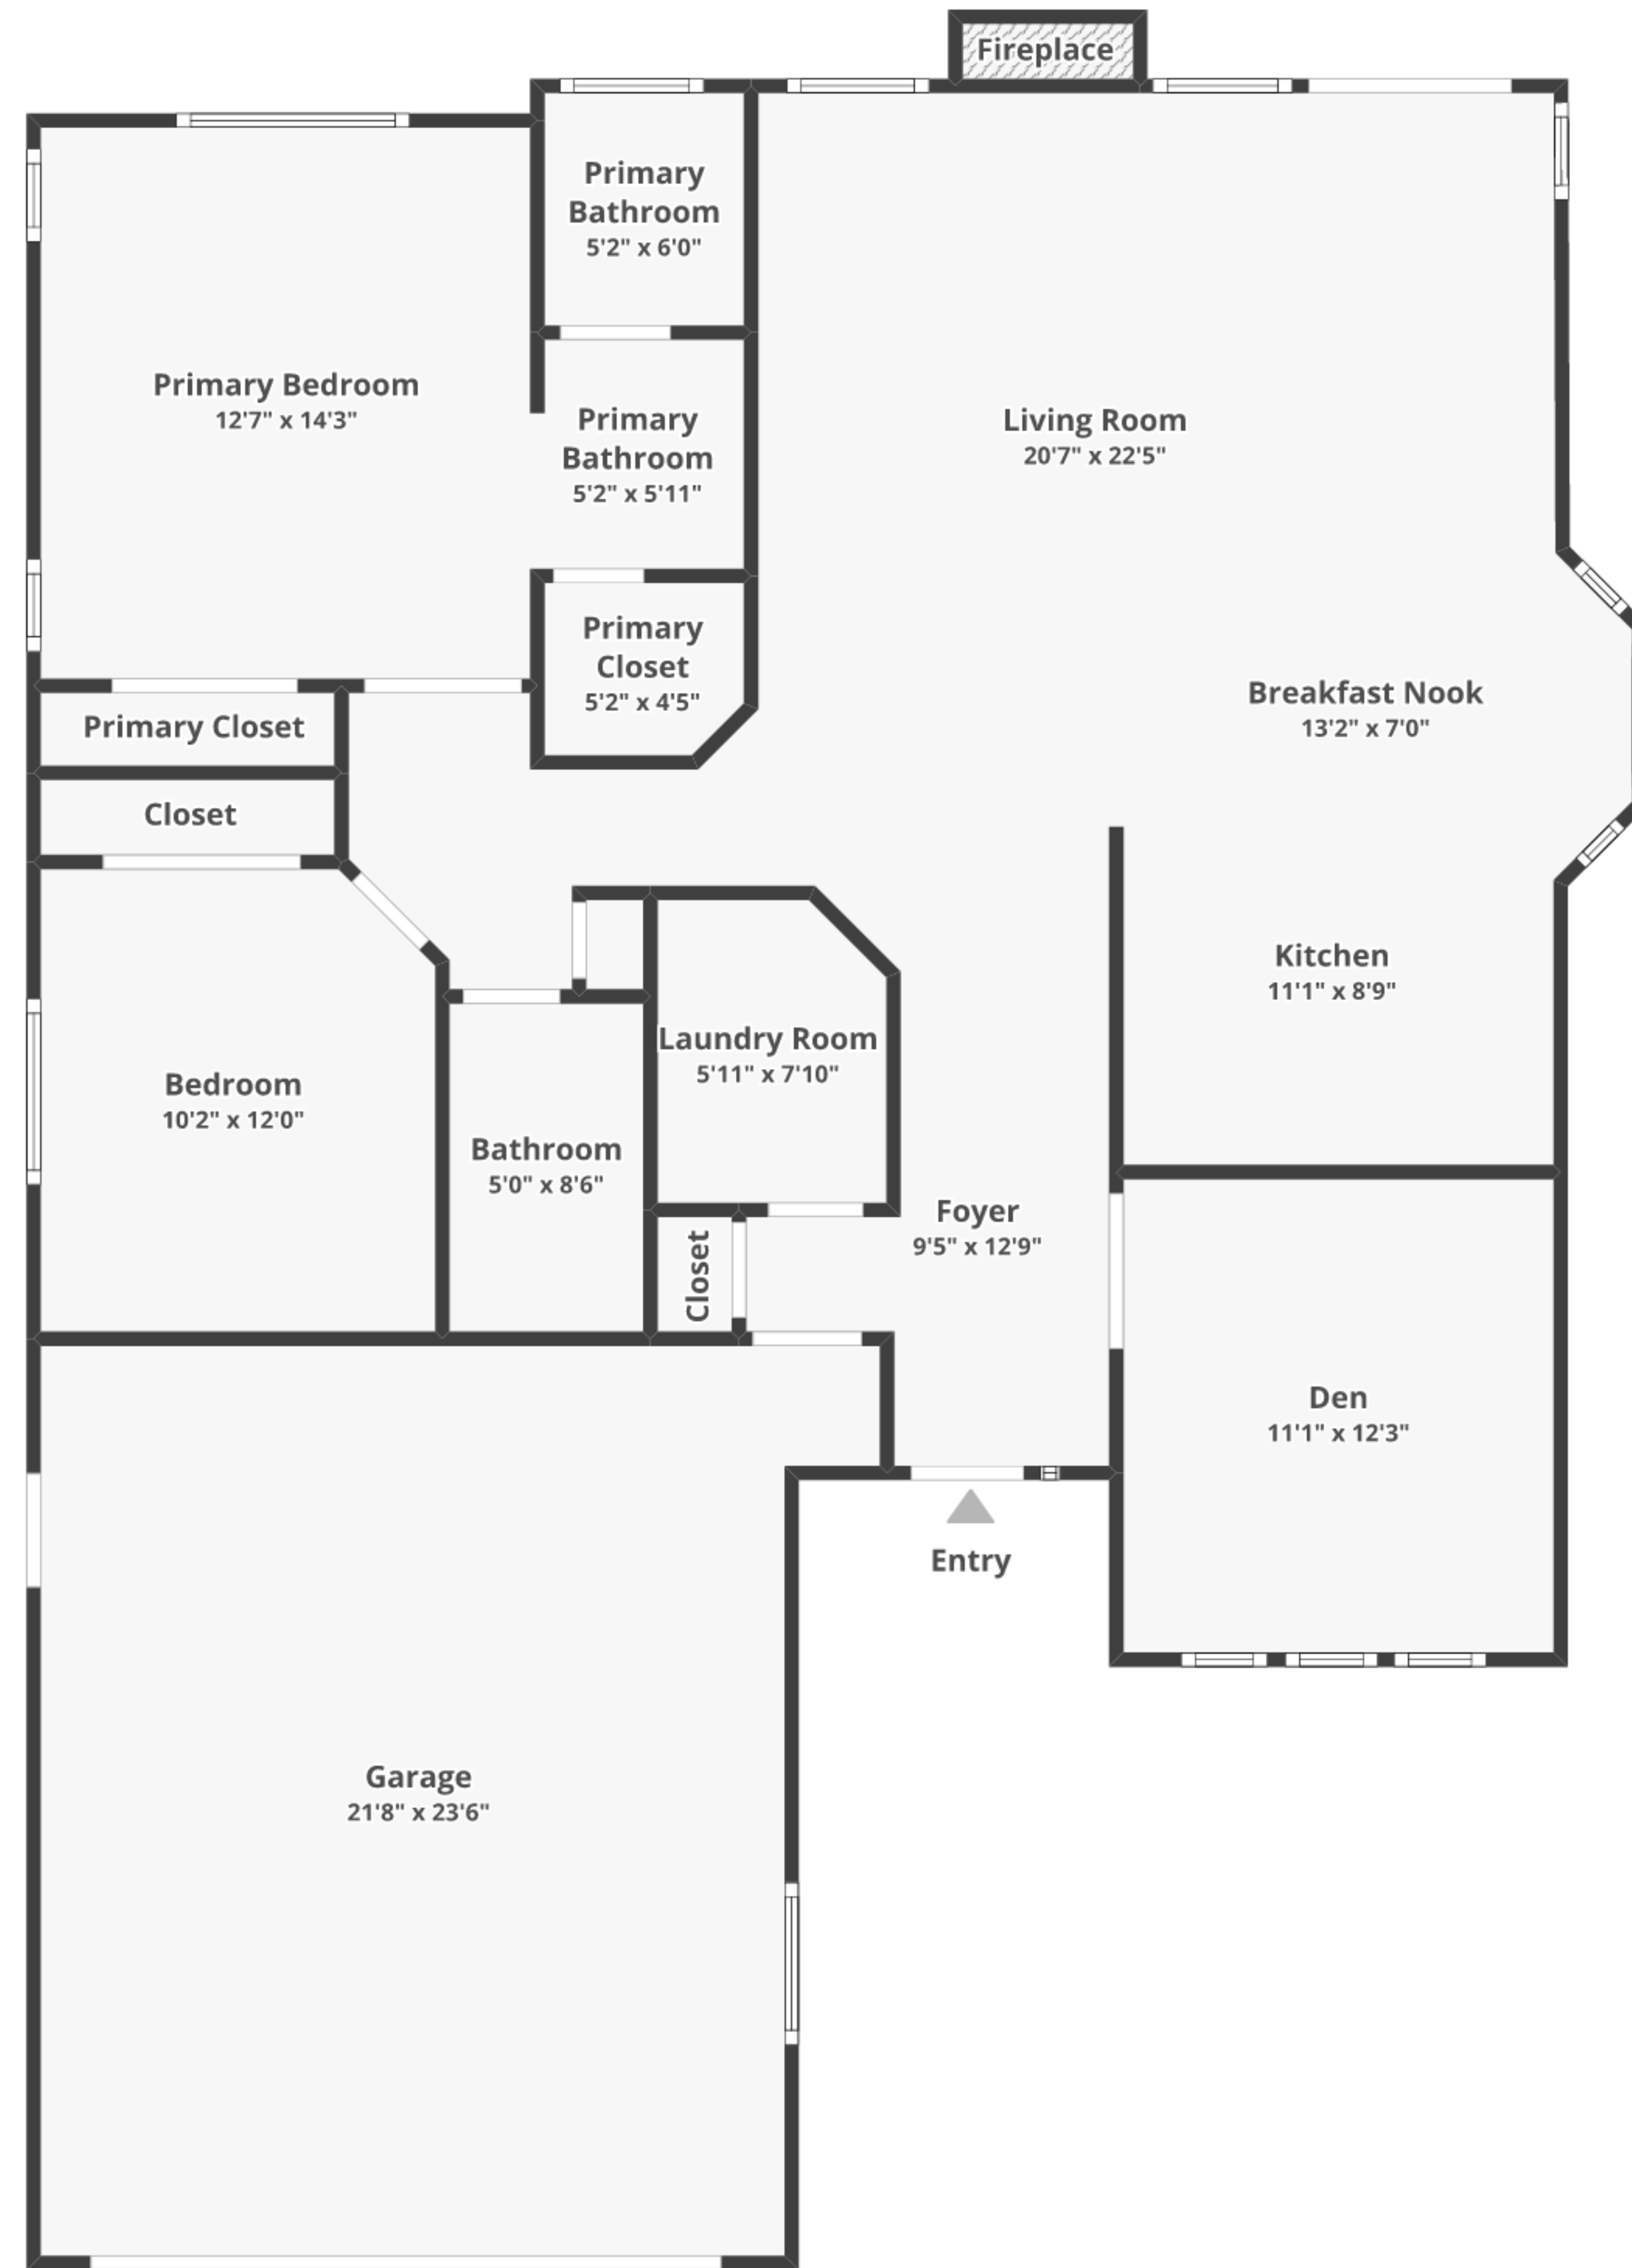 Fireplace
Primary
Bathroom
5'2" x 6'0"
Primary Bedroom
12'7" x 14'3"
Primary
Bathroom
5'2" x 5'11"
Living Room
20'7" x 22'5"
Primary
Closet
5'2" x 4'5"
Breakfast Nook
13'2" x 7'0"
Primary Closet
Closet
Kitchen
11'1" x 8'9"
Laundry Room
5'11" x 7'10"
Bedroom
10'2" x 12'0"
Bathroom
5'0" x 8'6"
Closet
Foyer
9'5" x 12'9"
Den
11'1" x 12'3"
Entry
Garage
21'8" x 23'6"